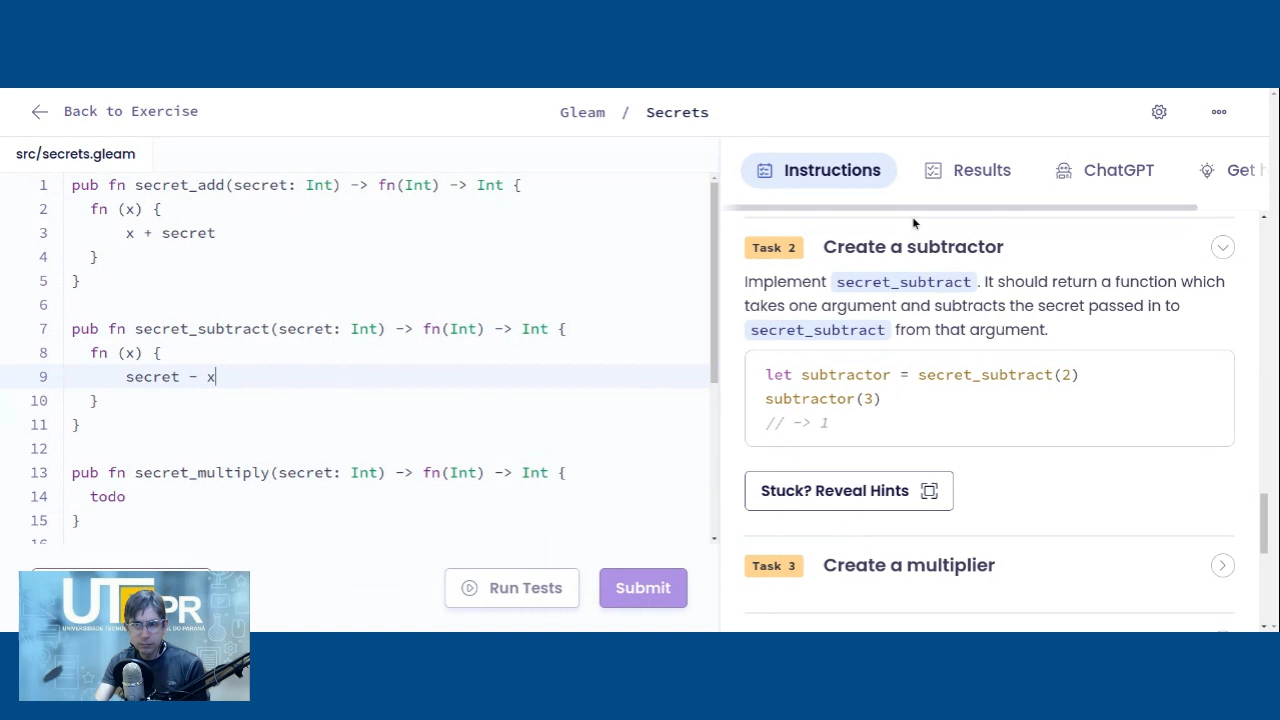 Back to Exercise
Gleam / Secrets
src/secrets.gleam
1 pub fn secret_add(secret: Int) -> fn(Int) -> Int {
2 fn (x) {
3 x + secret
4 }
5 }
6
7 pub fn secret_subtract(secret: Int) -> fn(Int) -> Int {
8 fn (x) {
9 secret - x
10 }
11 }
12
13 pub fn secret_multiply(secret: Int) -> fn(Int) -> Int {
14 todo
15 }
Run Tests
Submit
Instructions
Results
ChatGPT
Get
Task 2 Create a subtractor
Implement secret_subtract. It should return a function which
takes one argument and subtracts the secret passed in to
secret_subtract from that argument.
let subtractor = secret_subtract(2)
subtractor(3)
// -> 1
Stuck? Reveal Hints
Task 3 Create a multiplier